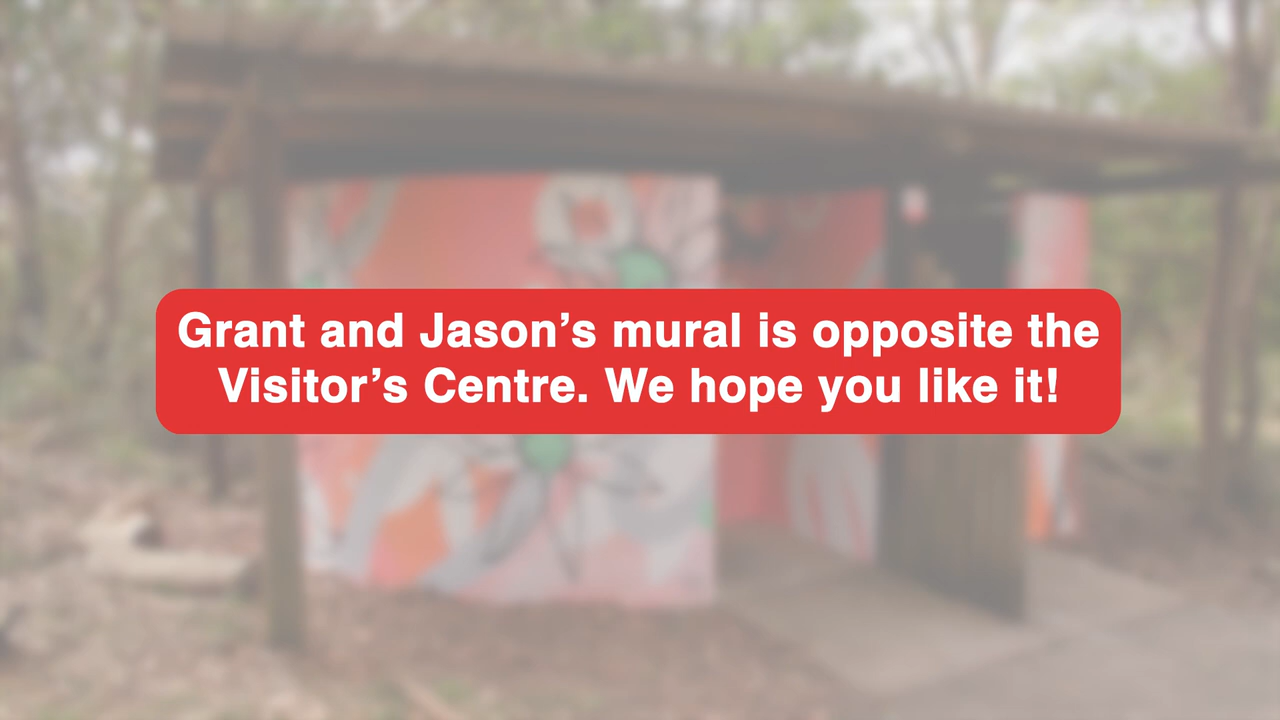 Grant and Jason’s mural is opposite the
Visitor’s Centre. We hope you like it!